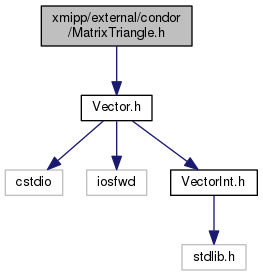 xmipp/external/condor
/MatrixTriangle.h
Vector.h
cstdio
iosfwd
VectorInt.h
stdlib.h